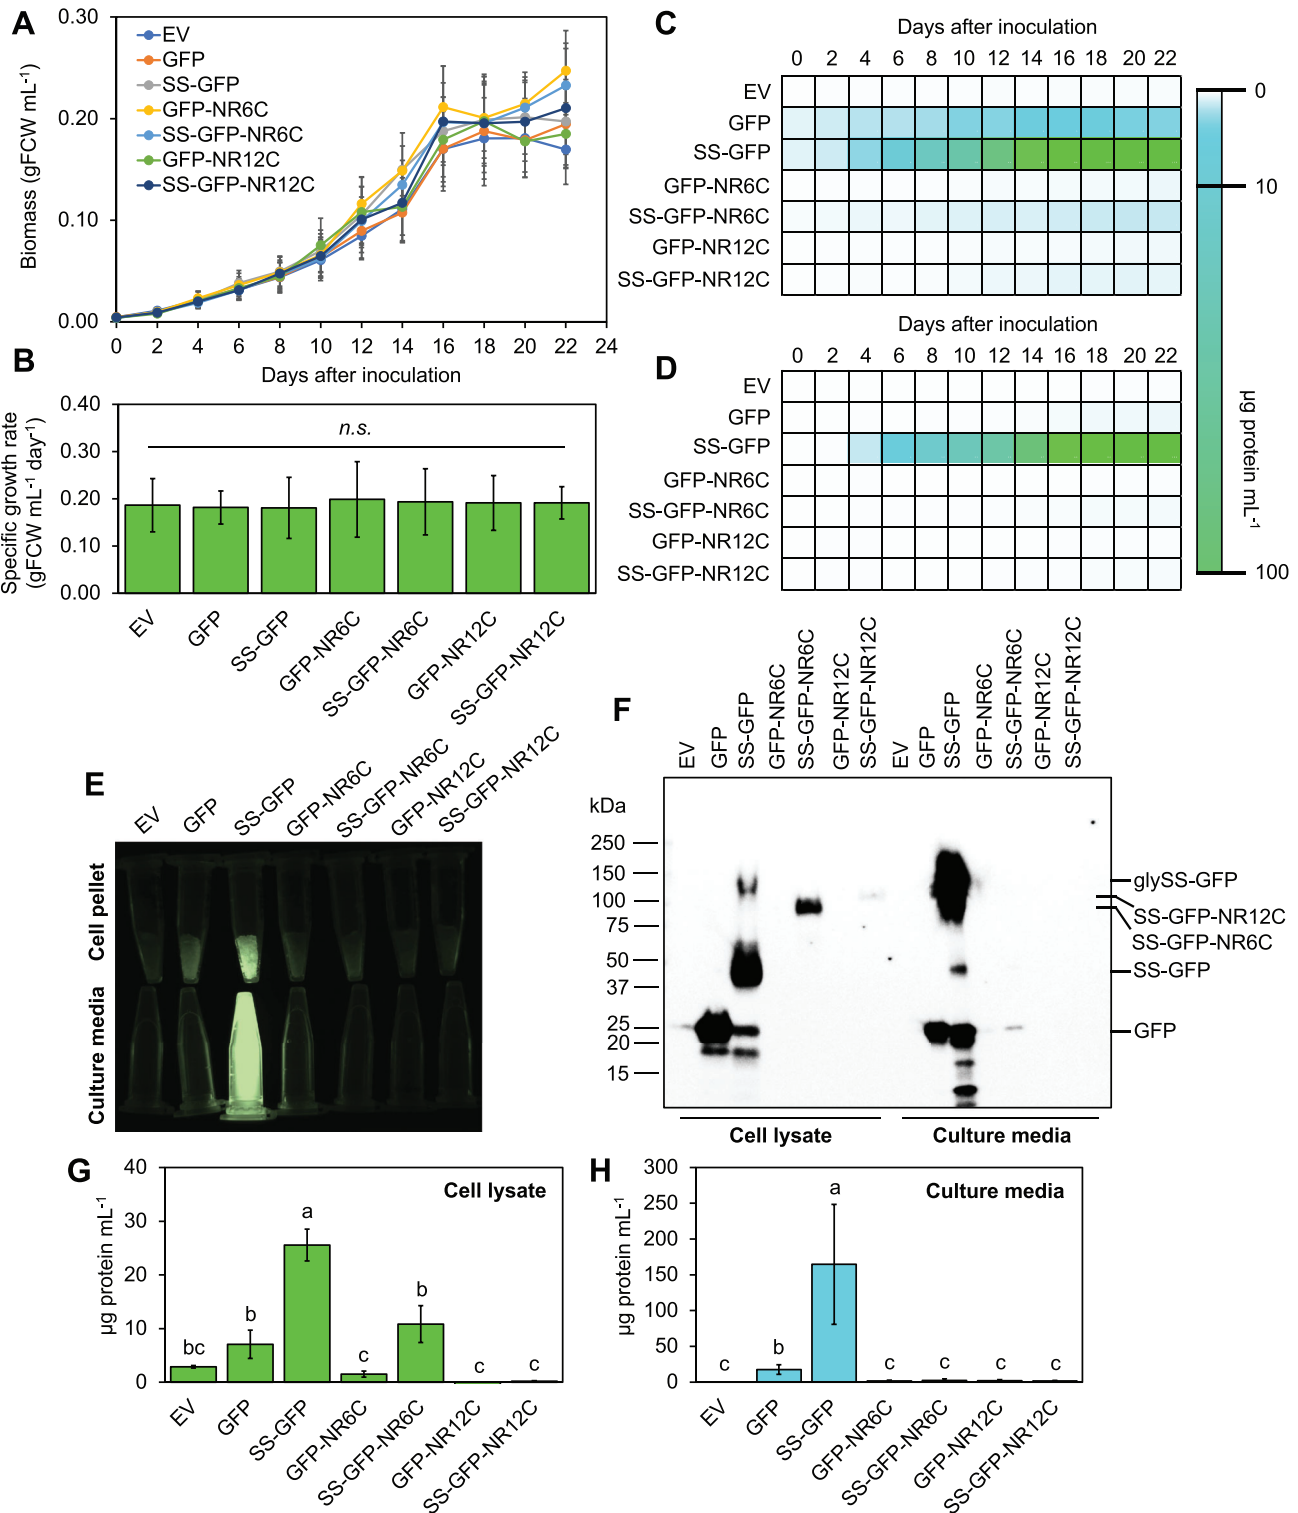 A
Biomass (gFCW mL-1)
0.30
0.20
0.10
0.00
EV
GFP
SS-GFP
GFP-NR6C
SS-GFP-NR6C
GFP-NR12C
SS-GFP-NR12C
0 2 4 6 8 10 12 14 16 18 20 22 24
Days after inoculation
B
Specific growth rate
(gFCW mL-1 day-1)
0.40
0.30
0.20
0.10
0.00
n.s.
EV
GFP
SS-GFP
GFP-NR6C
SS-GFP-NR6C
GFP-NR12C
SS-GFP-NR12C
C
Days after inoculation
0 2 4 6 8 10 12 14 16 18 20 22
EV
GFP
SS-GFP
GFP-NR6C
SS-GFP-NR6C
GFP-NR12C
SS-GFP-NR12C
D
Days after inoculation
0 2 4 6 8 10 12 14 16 18 20 22
EV
GFP
SS-GFP
GFP-NR6C
SS-GFP-NR6C
GFP-NR12C
SS-GFP-NR12C
0
10
100
µg protein mL-1
E
EV
GFP
SS-GFP
GFP-NR6C
SS-GFP-NR6C
GFP-NR12C
SS-GFP-NR12C
Cell pellet
Culture media
F
EV
GFP
SS-GFP
GFP-NR6C
SS-GFP-NR6C
GFP-NR12C
SS-GFP-NR12C
EV
GFP
SS-GFP
GFP-NR6C
SS-GFP-NR6C
GFP-NR12C
SS-GFP-NR12C
kDa
250
150
100
75
50
37
25
20
15
glySS-GFP
SS-GFP-NR12C
SS-GFP-NR6C
SS-GFP
GFP
Cell lysate
Culture media
G
µg protein mL-1
40
30
20
10
0
Cell lysate
bc
b
a
c
b
c
c
EV
GFP
SS-GFP
GFP-NR6C
SS-GFP-NR6C
GFP-NR12C
SS-GFP-NR12C
H
µg protein mL-1
300
250
200
150
100
50
0
Culture media
c
b
a
c
c
c
c
EV
GFP
SS-GFP
GFP-NR6C
SS-GFP-NR6C
GFP-NR12C
SS-GFP-NR12C